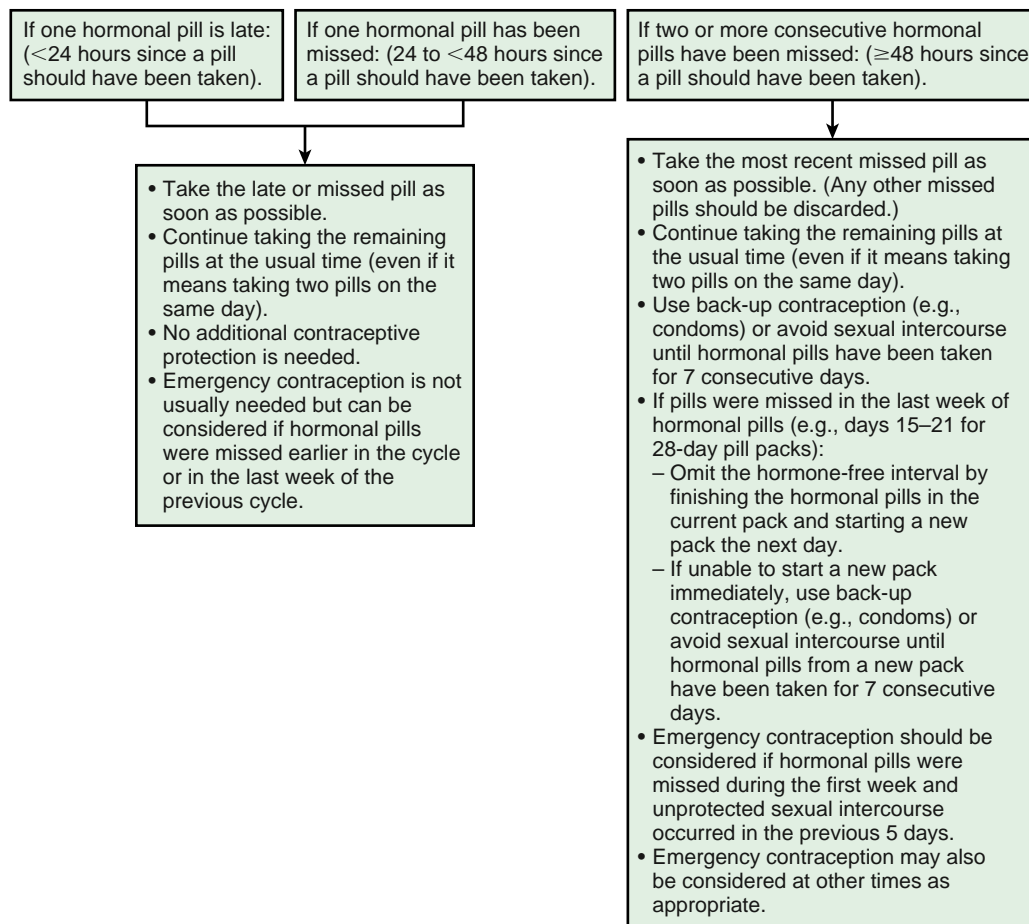 If one hormonal pill is late:
(<24 hours since a pill
should have been taken).
If one hormonal pill has been
missed: (24 to <48 hours since
a pill should have been taken).
If two or more consecutive hormonal
pills have been missed: (≥48 hours since
a pill should have been taken).
• Take the late or missed pill as
soon as possible.
• Continue taking the remaining
pills at the usual time (even if it
means taking two pills on the
same day).
• No additional contraceptive
protection is needed.
• Emergency contraception is not
usually needed but can be
considered if hormonal pills
were missed earlier in the cycle
or in the last week of the
previous cycle.
• Take the most recent missed pill as
soon as possible. (Any other missed
pills should be discarded.)
• Continue taking the remaining pills at
the usual time (even if it means taking
two pills on the same day).
• Use back-up contraception (e.g.,
condoms) or avoid sexual intercourse
until hormonal pills have been taken
for 7 consecutive days.
• If pills were missed in the last week of
hormonal pills (e.g., days 15–21 for
28-day pill packs):
– Omit the hormone-free interval by
finishing the hormonal pills in the
current pack and starting a new
pack the next day.
– If unable to start a new pack
immediately, use back-up
contraception (e.g., condoms) or
avoid sexual intercourse until
hormonal pills from a new pack
have been taken for 7 consecutive
days.
• Emergency contraception should be
considered if hormonal pills were
missed during the first week and
unprotected sexual intercourse
occurred in the previous 5 days.
• Emergency contraception may also
be considered at other times as
appropriate.